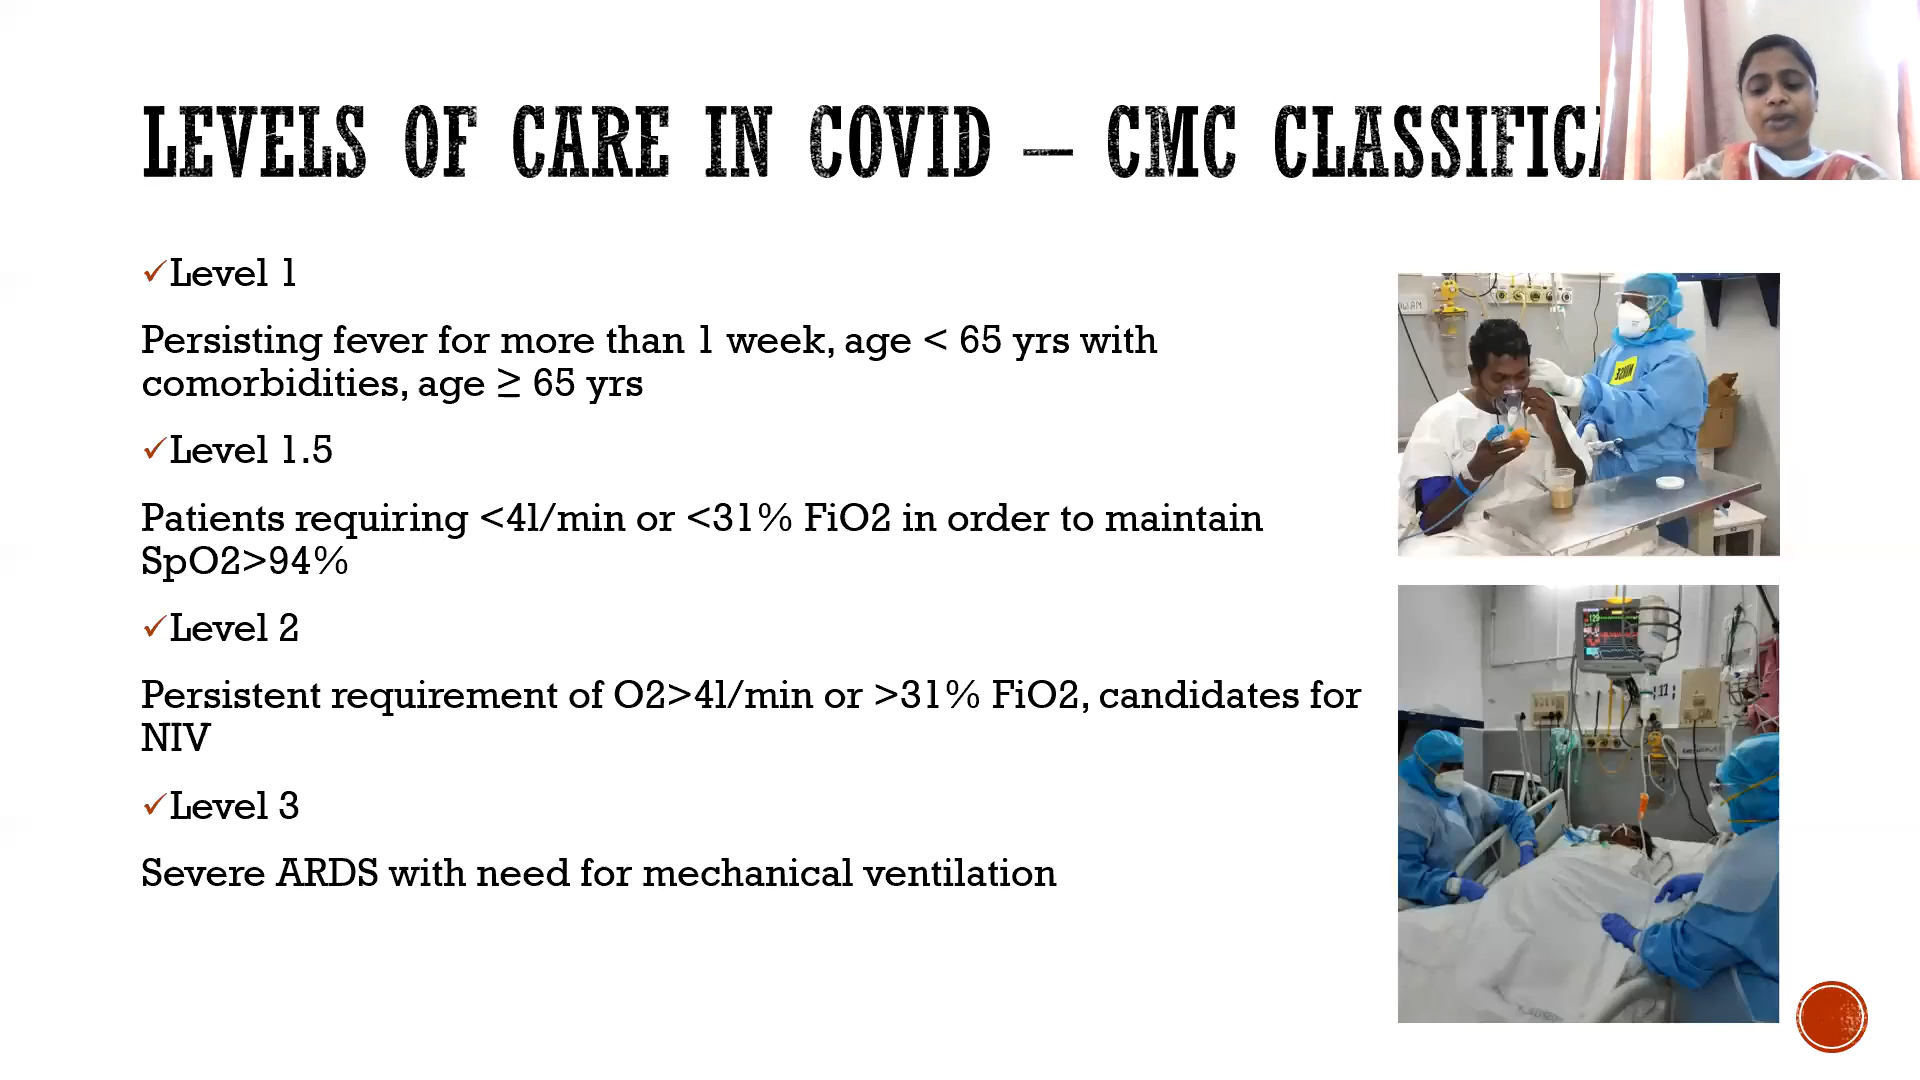 LEVELS OF CARE IN COVID – CMC
✓Level 1
Persisting fever for more than 1 week, age < 65 yrs with
comorbidities, age ≥ 65 yrs
✓Level 1.5
Patients requiring <4l/min or <31% FiO2 in order to maintain
SpO2>94%
✓Level 2
Persistent requirement of O2>4l/min or >31% FiO2, candidates for
NIV
✓Level 3
Severe ARDS with need for mechanical ventilation
NURSE
129